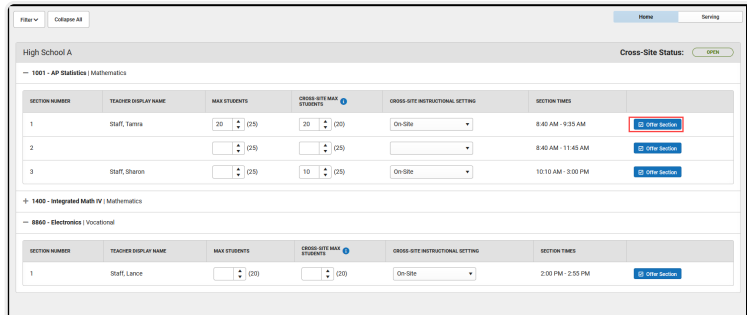 Filter Collapse All Home Serving
High School A Cross-Site Status: OPEN
1001 - AP Statistics | Mathematics
SECTION NUMBER TEACHER DISPLAY NAME MAX STUDENTS CROSS-SITE MAX STUDENTS CROSS-SITE INSTRUCTIONAL SETTING SECTION TIMES
1 Staff, Tamra 20 (25) 20 (20) On-Site 8:40 AM - 9:35 AM Offer Section
2 (25) (25) 8:40 AM - 11:45 AM Offer Section
3 Staff, Sharon (25) 10 (25) On-Site 10:10 AM - 3:00 PM Offer Section
1400 - Integrated Math IV | Mathematics
8860 - Electronics | Vocational
SECTION NUMBER TEACHER DISPLAY NAME MAX STUDENTS CROSS-SITE MAX STUDENTS CROSS-SITE INSTRUCTIONAL SETTING SECTION TIMES
1 Staff, Lance (20) (20) On-Site 2:00 PM - 2:55 PM Offer Section